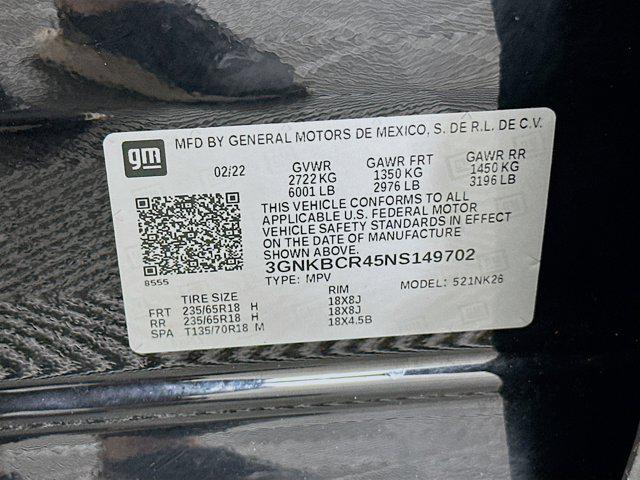 gm MFD BY GENERAL MOTORS DE MEXICO, S. DE R.L. DE C.V.
02/22 GVWR GAWR FRT GAWR RR
2722 KG 1350 KG 1450 KG
6001 LB 2976 LB 3196 LB
THIS VEHICLE CONFORMS TO ALL
APPLICABLE U.S. FEDERAL MOTOR
VEHICLE SAFETY STANDARDS IN EFFECT
ON THE DATE OF MANUFACTURE
SHOWN ABOVE.
3GNKBCR45NS149702
8555 TYPE: MPV MODEL: 521NK26
TIRE SIZE RIM
FRT 235/65R18 H 18X8J
RR 235/65R18 H 18X8J
SPA T135/70R18 M 18X4.5B